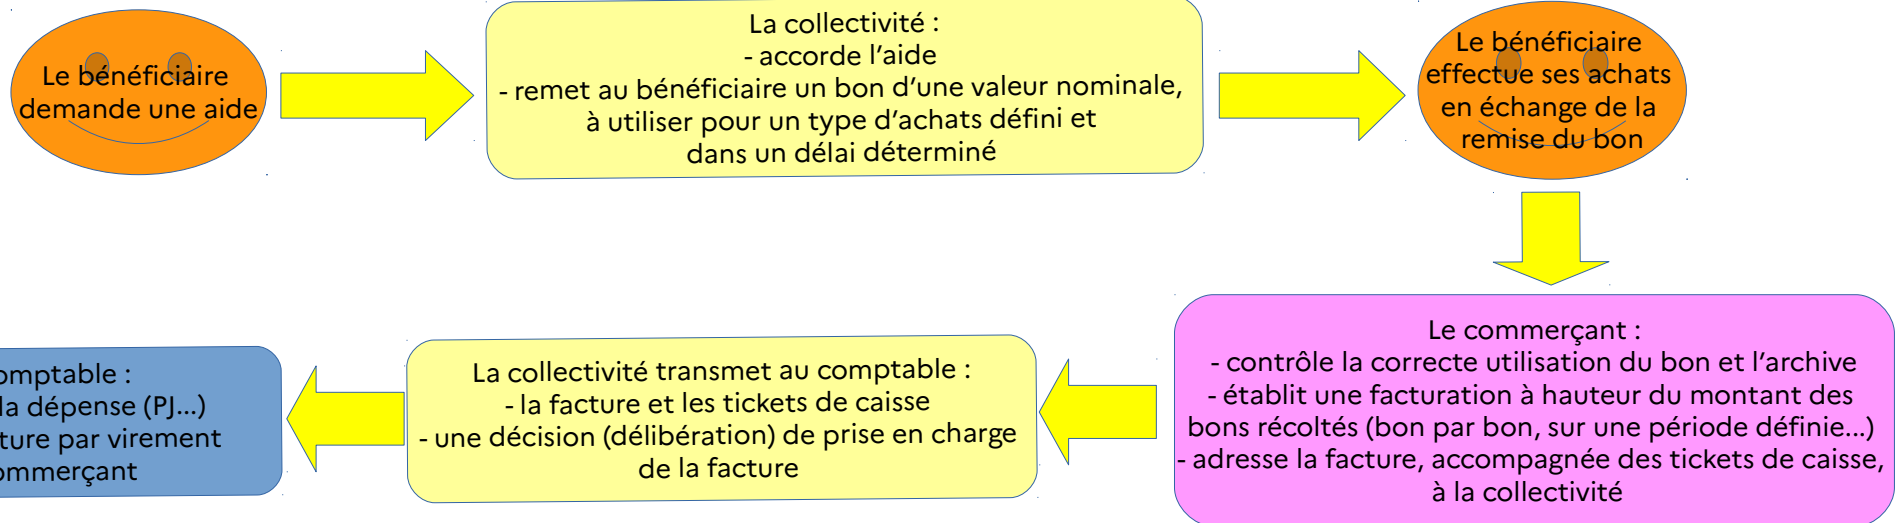 Le bénéficiaire
demande une aide
La collectivité :
- accorde l’aide
- remet au bénéficiaire un bon d’une valeur nominale,
à utiliser pour un type d’achats défini et
dans un délai déterminé
Le bénéficiaire
effectue ses achats
en échange de la
remise du bon
Le commerçant :
- contrôle la correcte utilisation du bon et l’archive
- établit une facturation à hauteur du montant des
bons récoltés (bon par bon, sur une période définie...)
- adresse la facture, accompagnée des tickets de caisse,
à la collectivité
La collectivité transmet au comptable :
- la facture et les tickets de caisse
- une décision (délibération) de prise en charge
de la facture
omptable :
la dépense (PJ...)
ture par virement
ommerçant